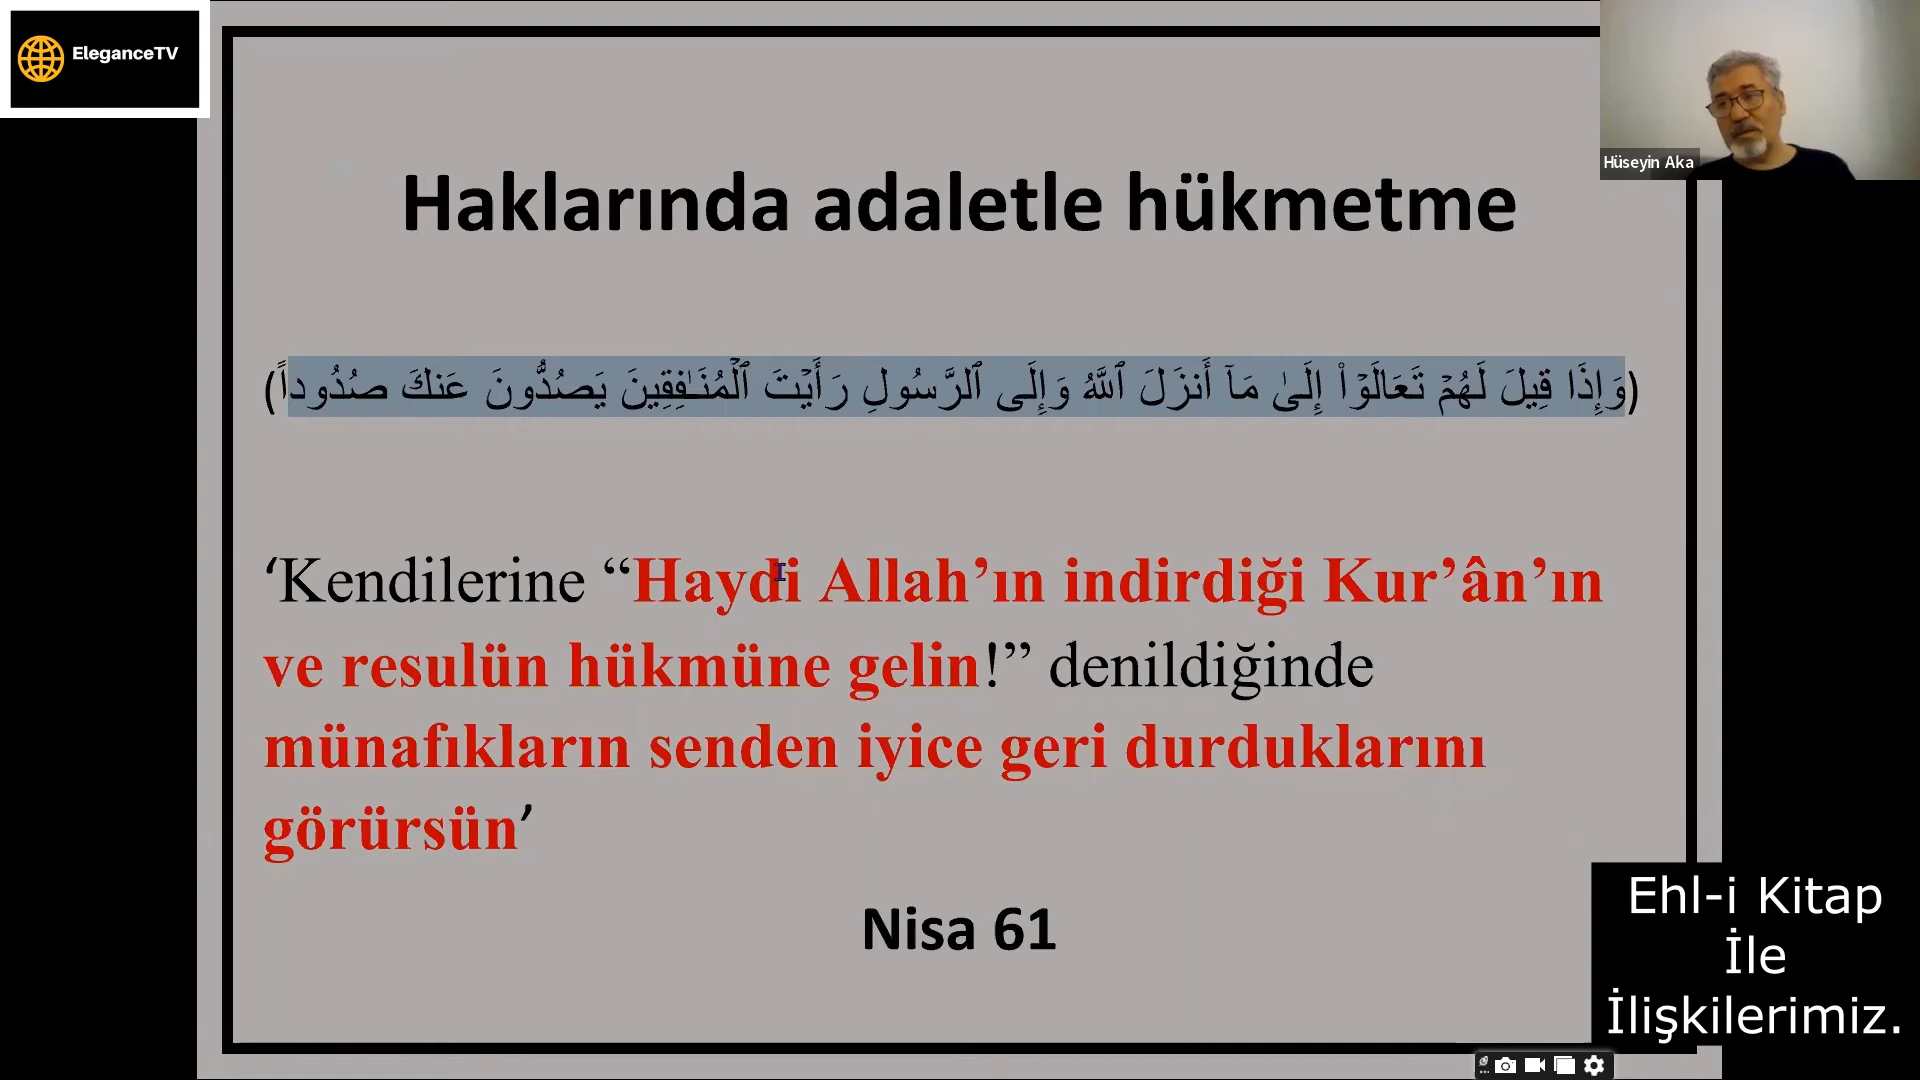 EleganceTV
Hüseyin Aka
Haklarında adaletle hükmetme
(وَإِذَا قِيلَ لَهُمْ تَعَالَوْاْ إِلَىٰ مَآ أَنزَلَ ٱللَّهُ وَإِلَى ٱلرَّسُولِ رَأَيْتَ ٱلْمُنَـٰفِقِينَ يَصُدُّونَ عَنكَ صُدُوداً)
‘Kendilerine “Haydi Allah’ın indirdiği Kur’ân’ın
ve resulün hükmüne gelin!” denildiğinde
münafıkların senden iyice geri durduklarını
görürsün’
Nisa 61
Ehl-i Kitap
İle
İlişkilerimiz.